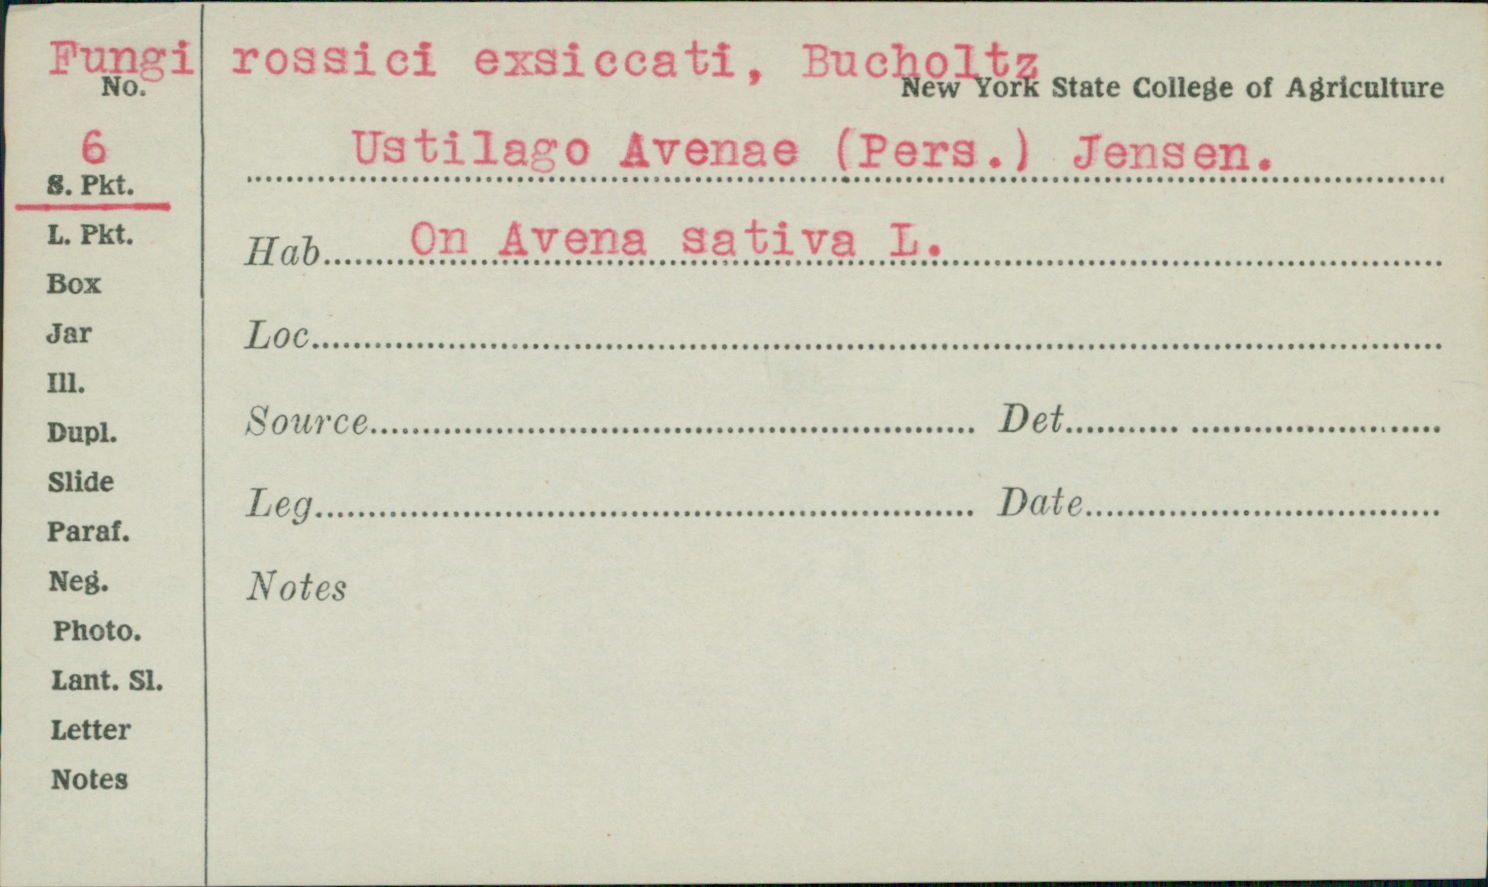 Fungi rossici exsiccati, Bucholtz
No. New York State College of Agriculture
6 Ustilago Avenae (Pers.) Jensen.
S. Pkt.
L. Pkt.
Hab. On Avena sativa L.
Box
Jar
Loc.
Ill.
Dupl.
Source Det.
Slide
Leg. Date
Paraf.
Neg.
Notes
Photo.
Lant. Sl.
Letter
Notes